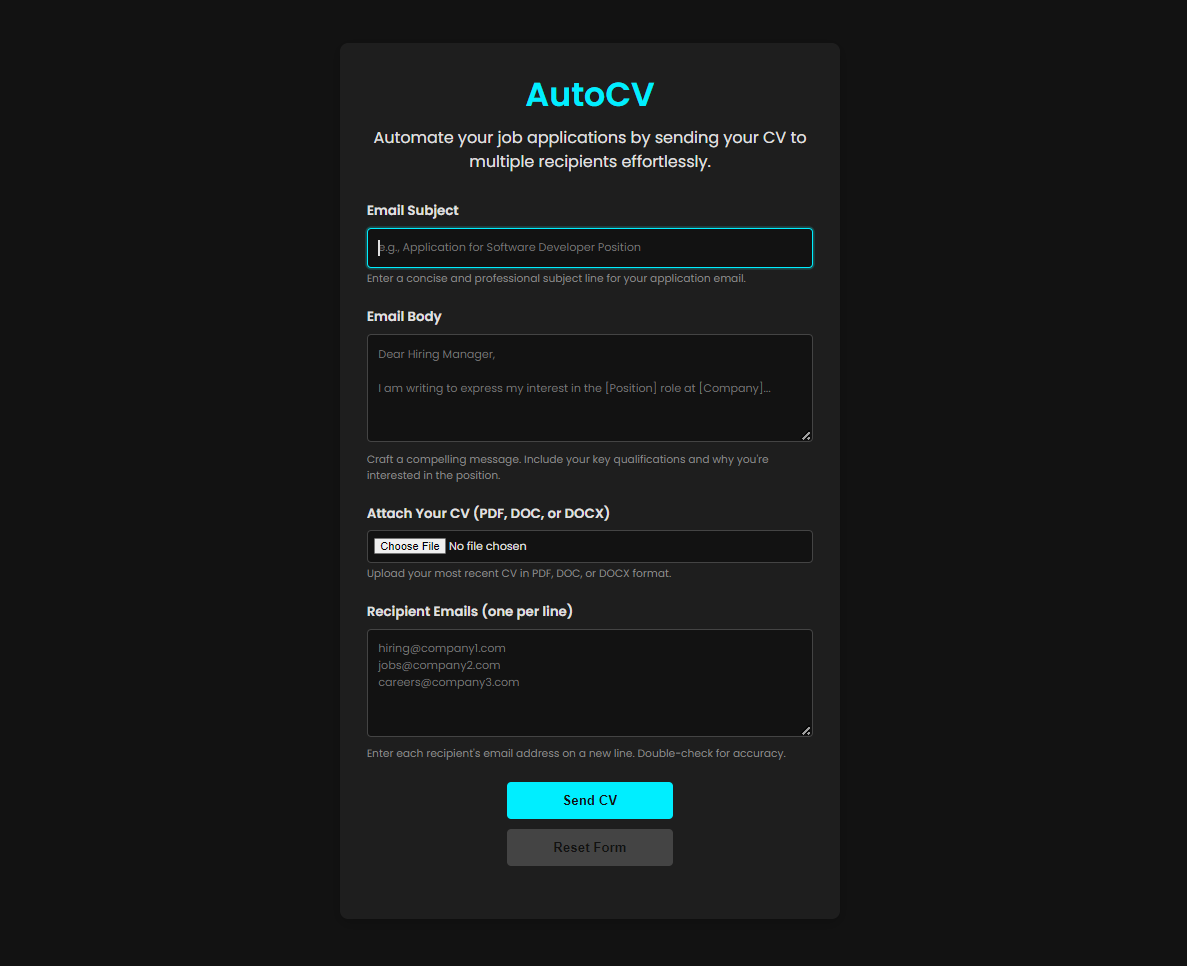 AutoCV
Automate your job applications by sending your CV to
multiple recipients effortlessly.
Email Subject
e.g., Application for Software Developer Position
Enter a concise and professional subject line for your application email.
Email Body
Dear Hiring Manager,
I am writing to express my interest in the [Position] role at [Company]...
Craft a compelling message. Include your key qualifications and why you're
interested in the position.
Attach Your CV (PDF, DOC, or DOCX)
Choose File No file chosen
Upload your most recent CV in PDF, DOC, or DOCX format.
Recipient Emails (one per line)
hiring@company1.com
jobs@company2.com
careers@company3.com
Enter each recipient's email address on a new line. Double-check for accuracy.
Send CV
Reset Form